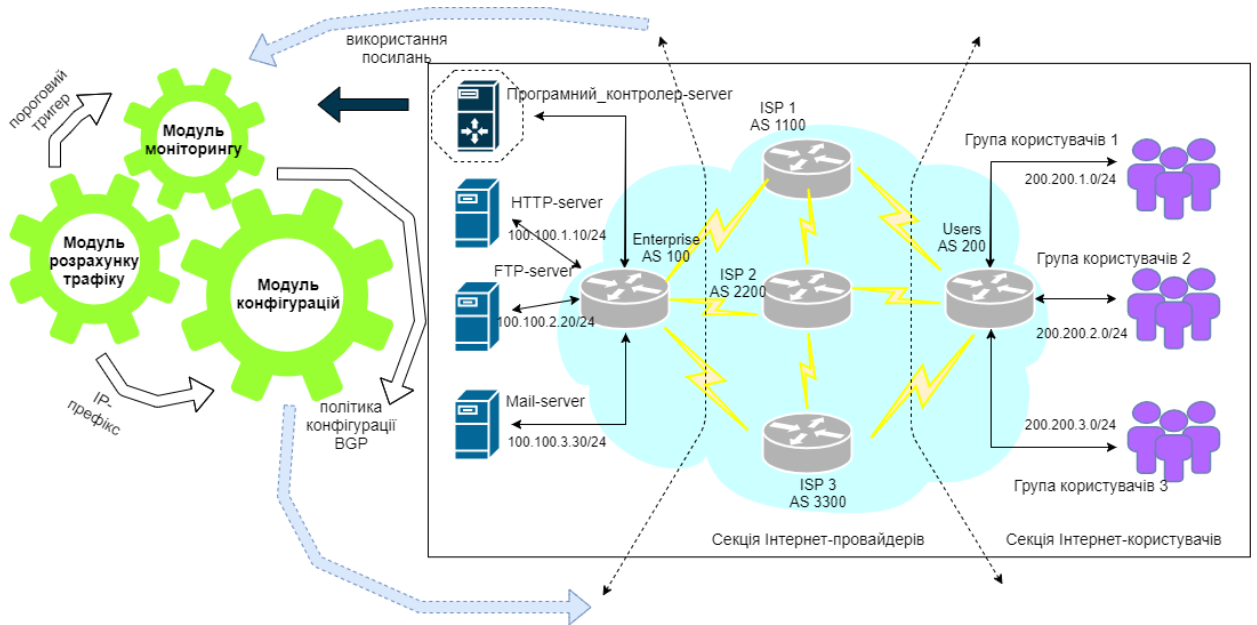 використання
посилань
пороговий
тригер
Модуль
моніторингу
Модуль
розрахунку
трафіку
Модуль
конфігурацій
IP-
префікс
політика
конфігурації
BGP
Програмний_контролер-server
HTTP-server
100.100.1.10/24
FTP-server
100.100.2.20/24
Mail-server
100.100.3.30/24
Enterprise
AS 100
ISP 1
AS 1100
ISP 2
AS 2200
ISP 3
AS 3300
Users
AS 200
Група користувачів 1
200.200.1.0/24
Група користувачів 2
200.200.2.0/24
200.200.3.0/24
Група користувачів 3
Секція Інтернет-провайдерів
Секція Інтернет-користувачів